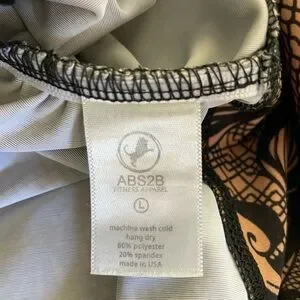 ABS2B
FITNESS APPAREL
L
machine wash cold
hang-dry
80% polyester
20% spandex
made in USA